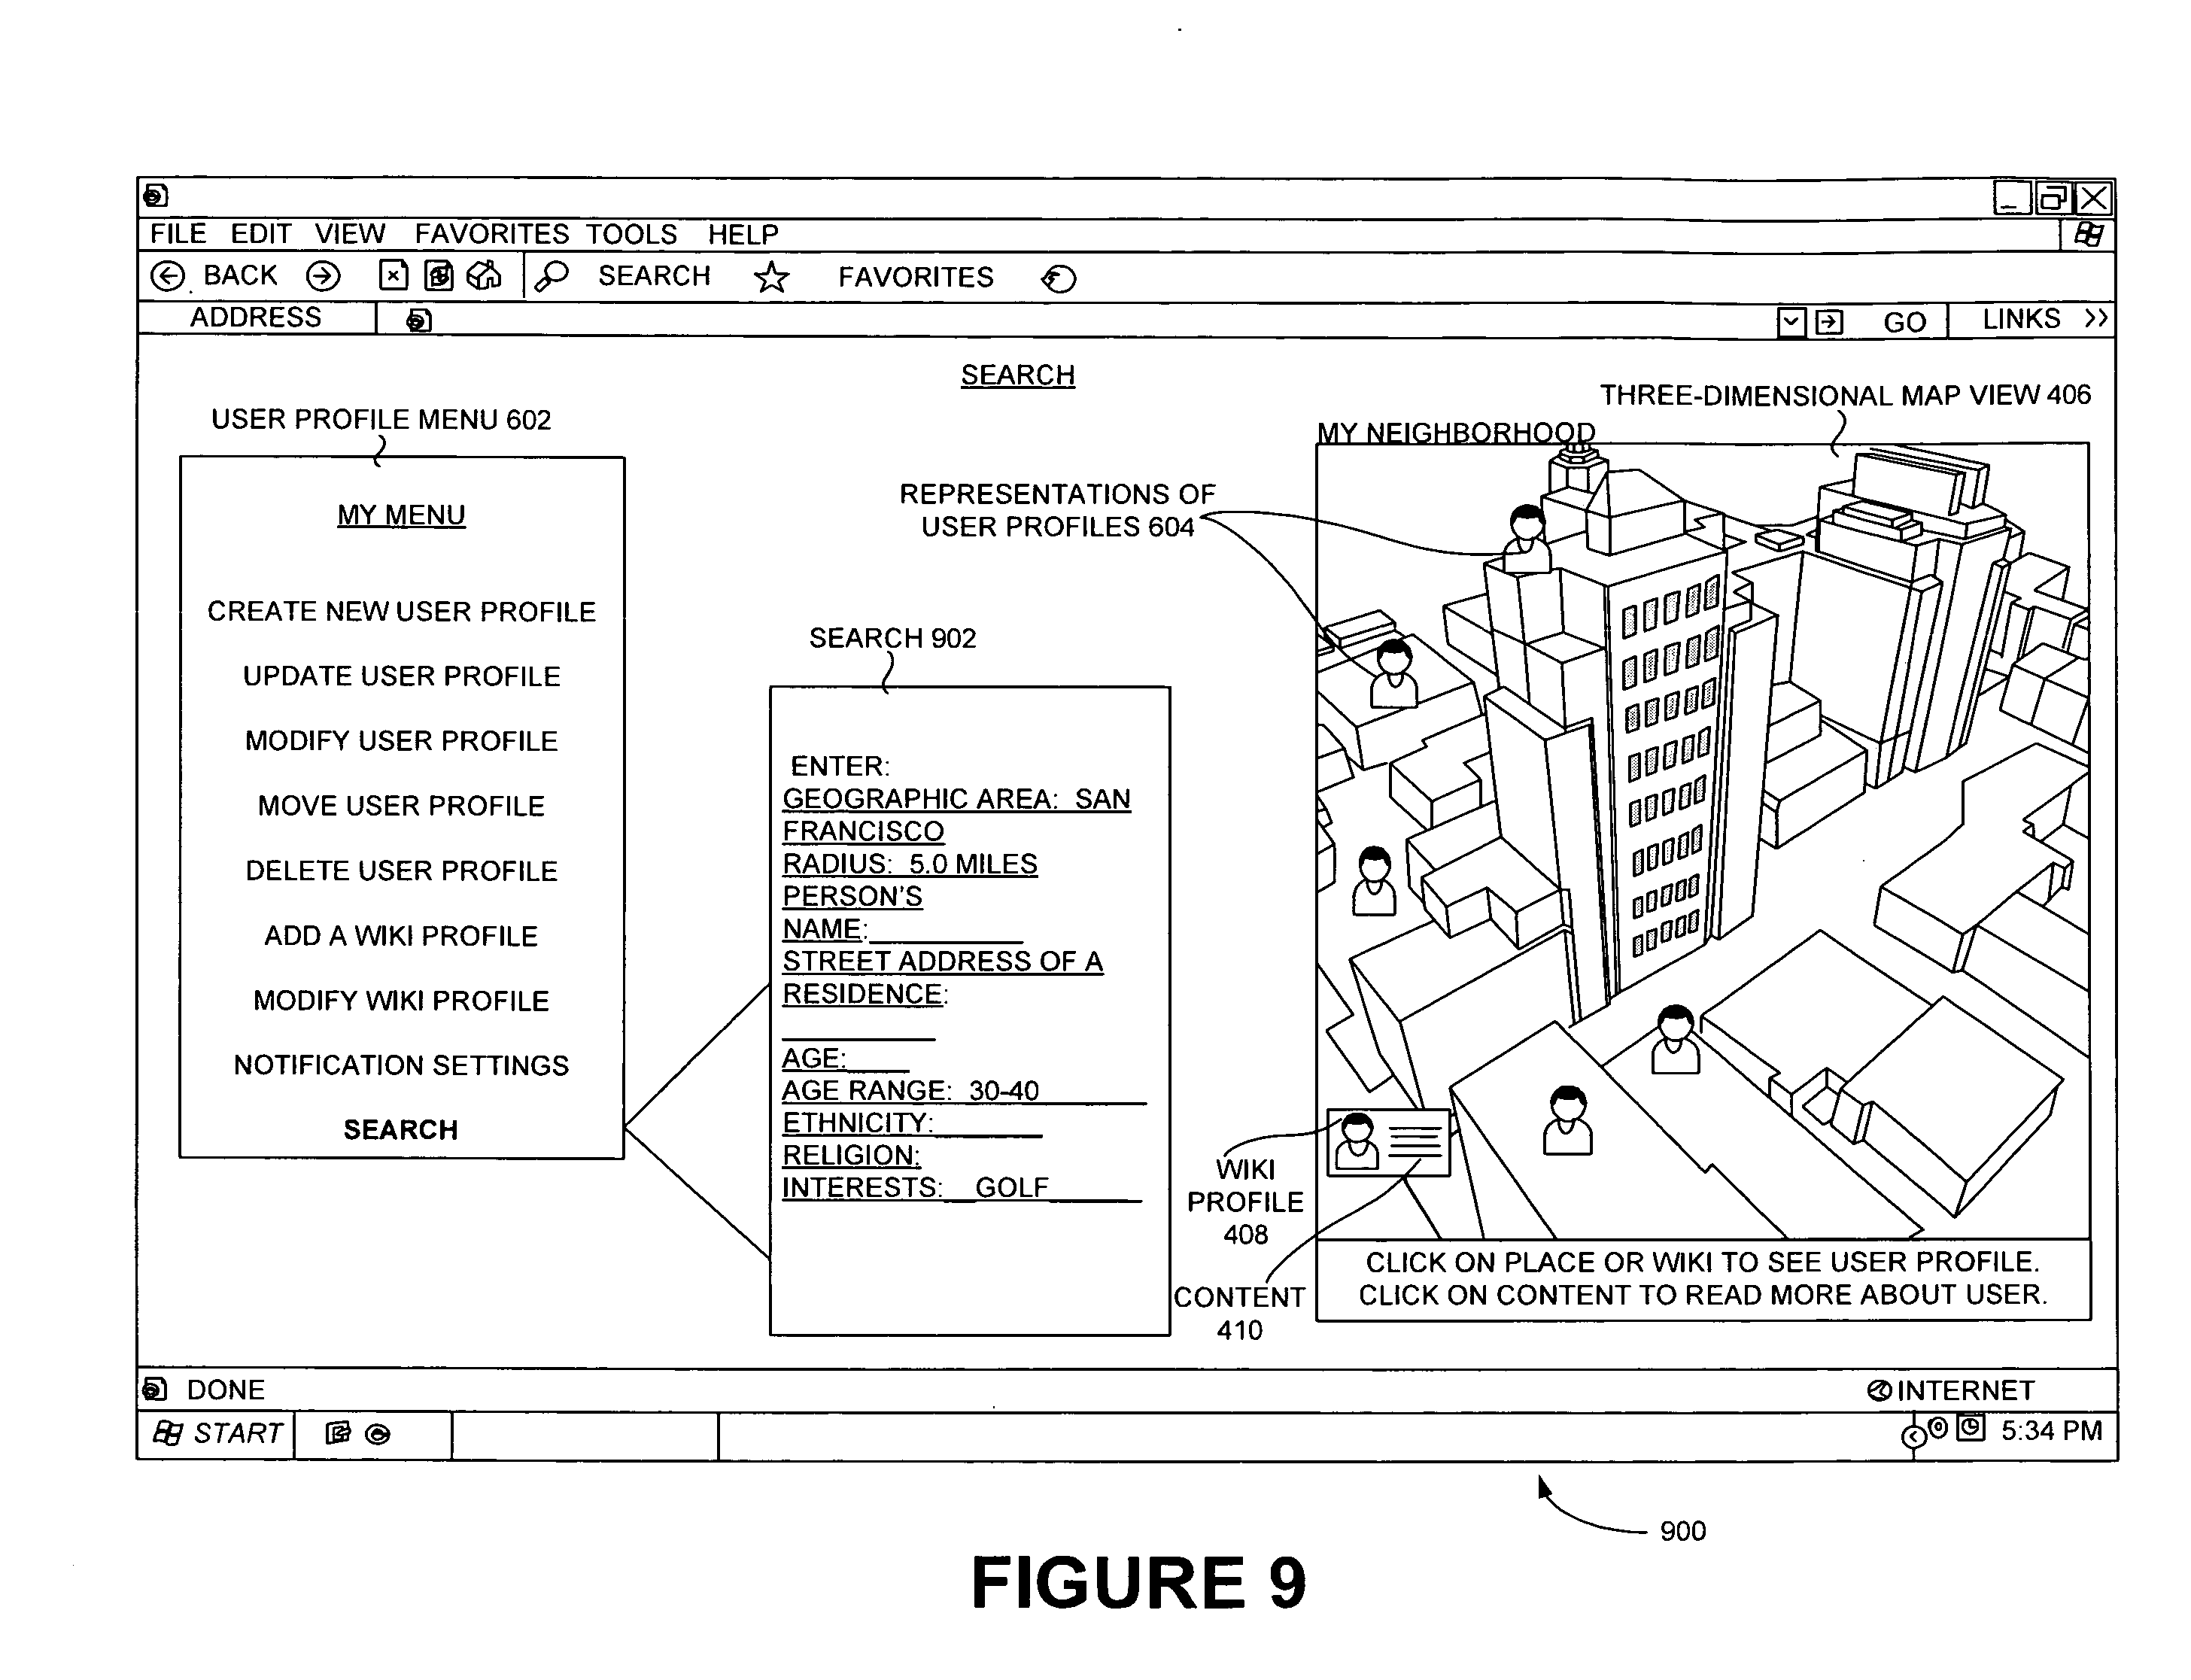 FILE EDIT VIEW FAVORITES TOOLS HELP
BACK SEARCH FAVORITES
ADDRESS GO LINKS >>
SEARCH
USER PROFILE MENU 602
MY MENU
CREATE NEW USER PROFILE
UPDATE USER PROFILE
MODIFY USER PROFILE
MOVE USER PROFILE
DELETE USER PROFILE
ADD A WIKI PROFILE
MODIFY WIKI PROFILE
NOTIFICATION SETTINGS
SEARCH
SEARCH 902
ENTER:
GEOGRAPHIC AREA: SAN
FRANCISCO
RADIUS: 5.0 MILES
PERSON'S
NAME:
STREET ADDRESS OF A
RESIDENCE:
AGE:
AGE RANGE: 30-40
ETHNICITY:
RELIGION:
INTERESTS: GOLF
REPRESENTATIONS OF
USER PROFILES 604
THREE-DIMENSIONAL MAP VIEW 406
MY NEIGHBORHOOD
WIKI
PROFILE
408
CONTENT
410
CLICK ON PLACE OR WIKI TO SEE USER PROFILE.
CLICK ON CONTENT TO READ MORE ABOUT USER.
DONE INTERNET
START 5:34 PM
900
FIGURE 9